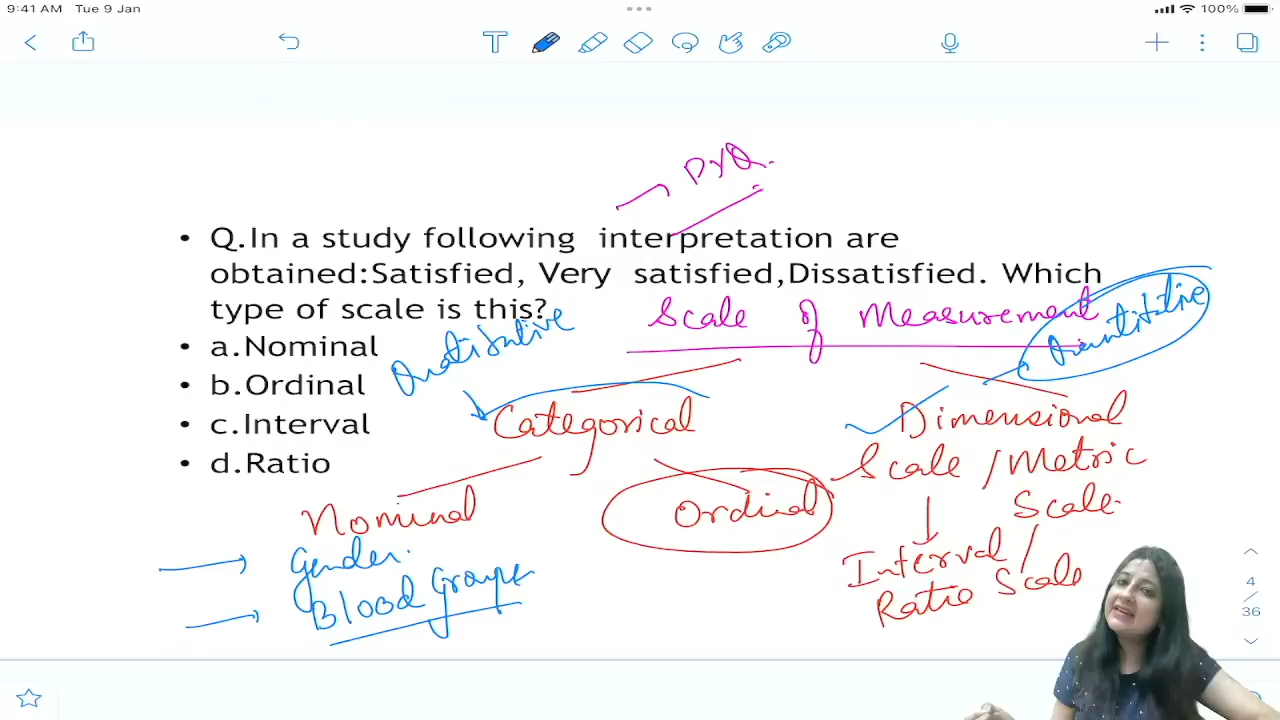 9:41 AM Tue 9 Jan
100%
PYQ.
• Q.In a study following interpretation are
obtained:Satisfied, Very satisfied,Dissatisfied. Which
type of scale is this?
• a.Nominal
• b.Ordinal
• c.Interval
• d.Ratio
Scale of Measurement
Qualitative
Quantitative
Categorical
Dimensional
Scale / Metric
Scale.
Nominal
Ordinal
Interval /
Ratio Scale
Gender.
Blood Groups
4
/
36